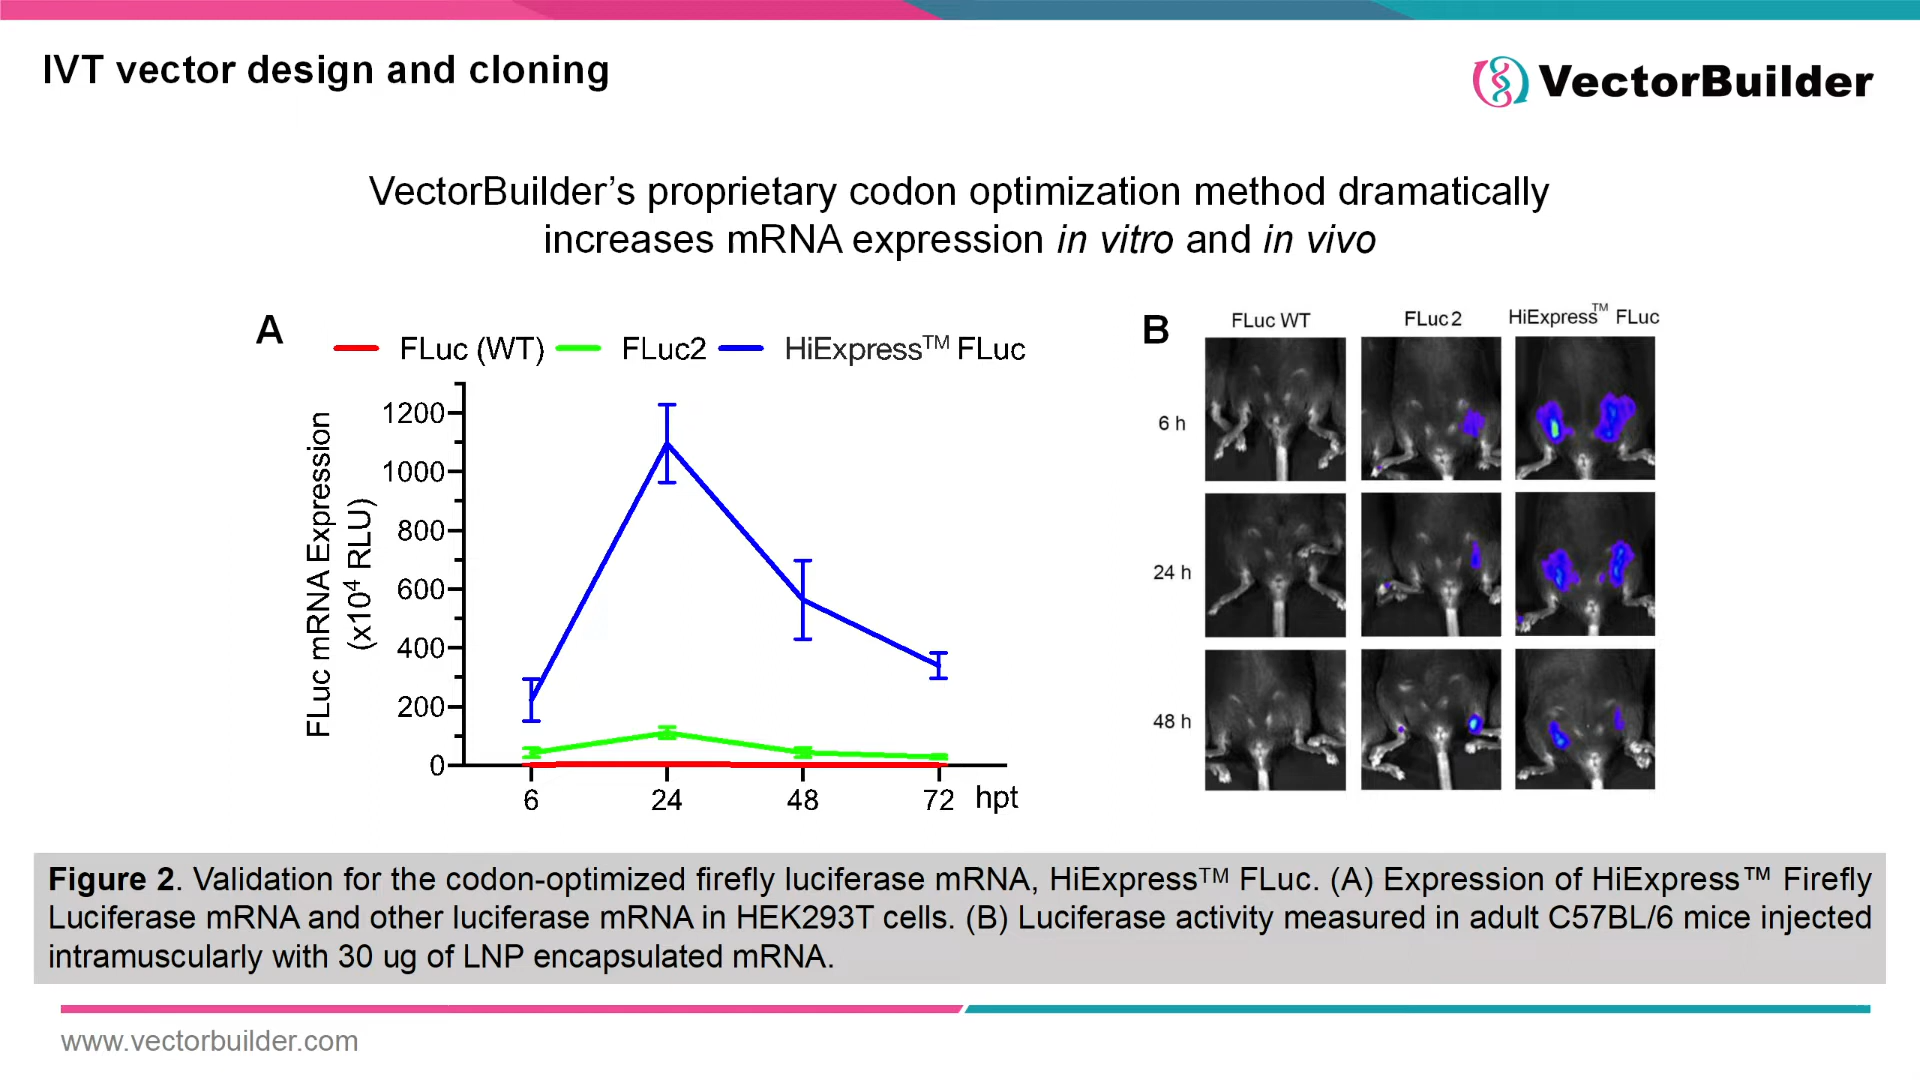 IVT vector design and cloning
VectorBuilder
VectorBuilder’s proprietary codon optimization method dramatically
increases mRNA expression in vitro and in vivo
A
FLuc (WT) FLuc2 HiExpress™ FLuc
FLuc mRNA Expression
(x10⁴ RLU)
1200
1000
800
600
400
200
0
6 24 48 72 hpt
B
FLuc WT FLuc2 HiExpress™ FLuc
6 h
24 h
48 h
Figure 2. Validation for the codon-optimized firefly luciferase mRNA, HiExpress™ FLuc. (A) Expression of HiExpress™ Firefly
Luciferase mRNA and other luciferase mRNA in HEK293T cells. (B) Luciferase activity measured in adult C57BL/6 mice injected
intramuscularly with 30 ug of LNP encapsulated mRNA.
www.vectorbuilder.com